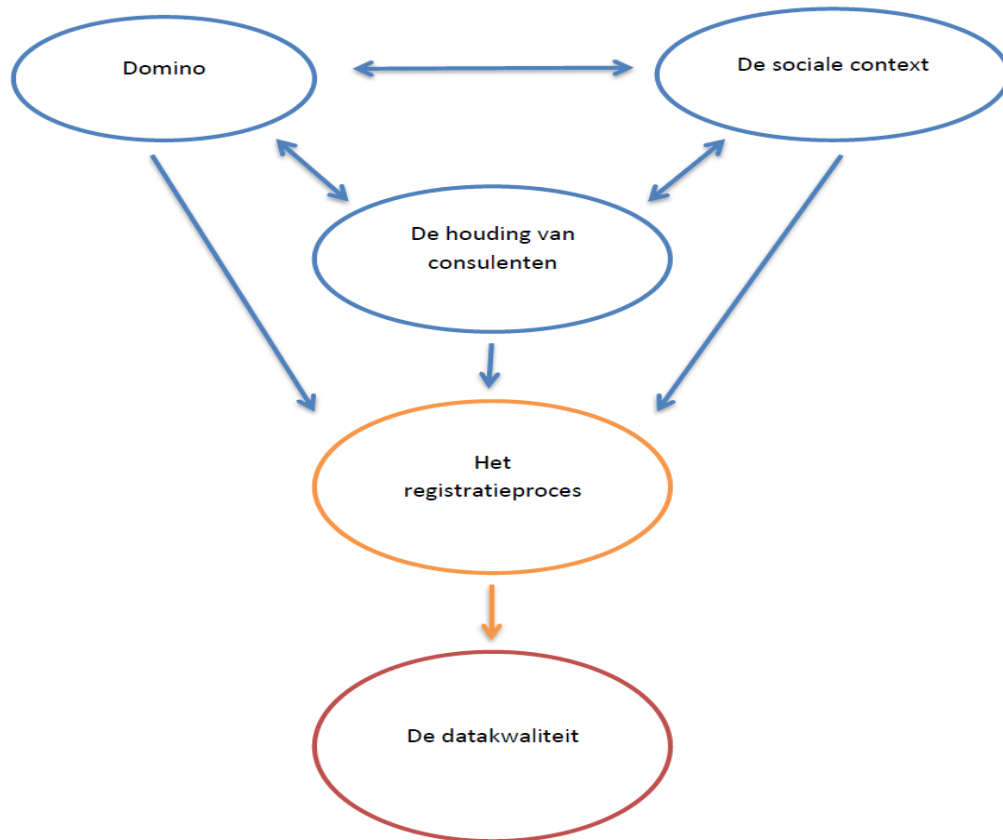 Domino
De sociale context
De houding van
consulenten
Het
registratieproces
De datakwaliteit